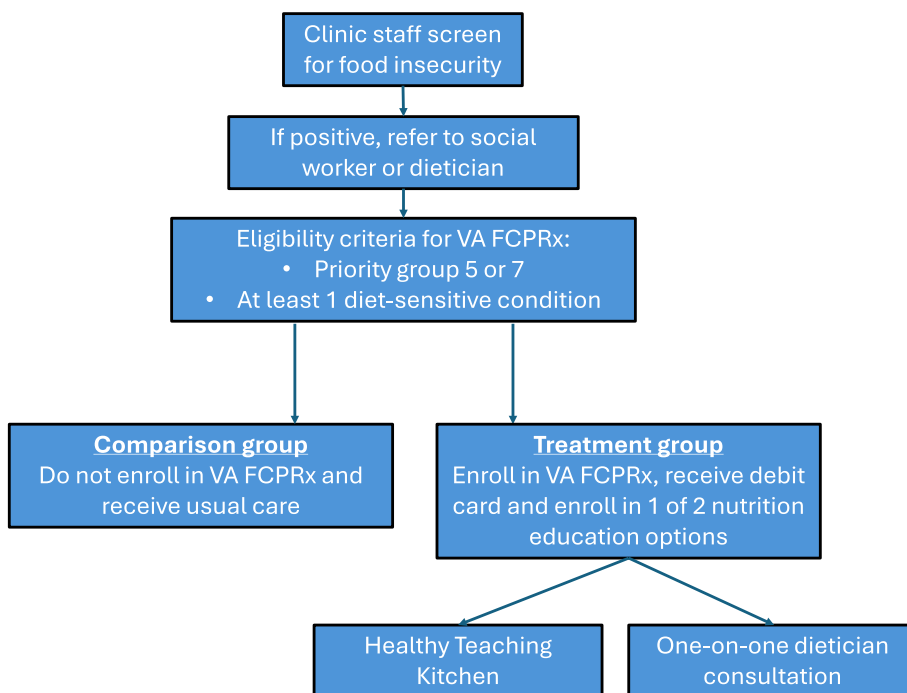 Clinic staff screen
for food insecurity
If positive, refer to social
worker or dietician
Eligibility criteria for VA FCPRx:
• Priority group 5 or 7
• At least 1 diet-sensitive condition
Comparison group
Do not enroll in VA FCPRx and
receive usual care
Treatment group
Enroll in VA FCPRx, receive debit
card and enroll in 1 of 2 nutrition
education options
Healthy Teaching
Kitchen
One-on-one dietician
consultation